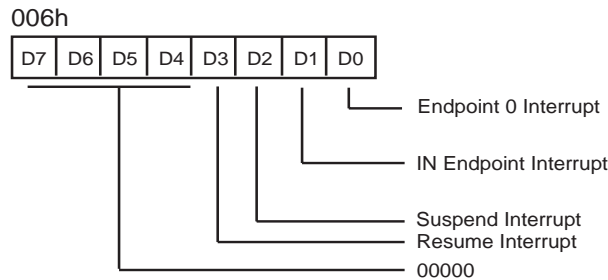 006h
D7 D6 D5 D4 D3 D2 D1 D0
Endpoint 0 Interrupt
IN Endpoint Interrupt
Suspend Interrupt
Resume Interrupt
00000